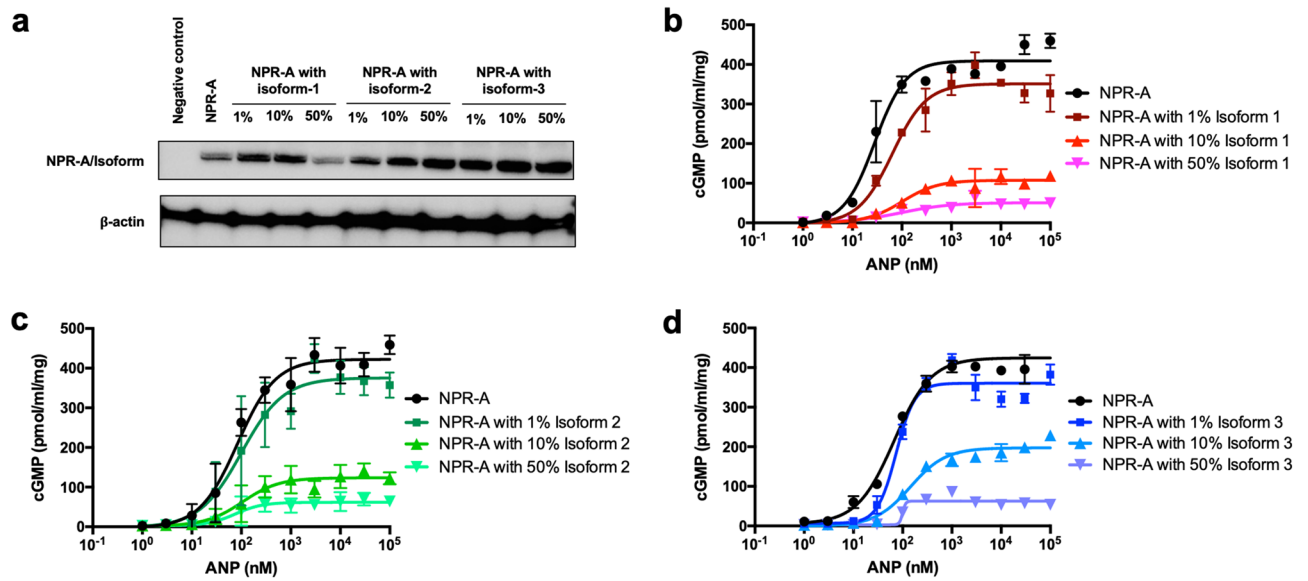 a
Negative control
NPR-A
NPR-A with isoform-1
NPR-A with isoform-2
NPR-A with isoform-3
1% 10% 50% 1% 10% 50% 1% 10% 50%
NPR-A/Isoform
β-actin
b
500
400
300
200
100
0
cGMP (pmol/ml/mg)
10-1 100 101 102 103 104 105
ANP (nM)
NPR-A
NPR-A with 1% Isoform 1
NPR-A with 10% Isoform 1
NPR-A with 50% Isoform 1
c
500
400
300
200
100
0
cGMP (pmol/ml/mg)
10-1 100 101 102 103 104 105
ANP (nM)
NPR-A
NPR-A with 1% Isoform 2
NPR-A with 10% Isoform 2
NPR-A with 50% Isoform 2
d
500
400
300
200
100
0
cGMP (pmol/ml/mg)
10-1 100 101 102 103 104 105
ANP (nM)
NPR-A
NPR-A with 1% Isoform 3
NPR-A with 10% Isoform 3
NPR-A with 50% Isoform 3